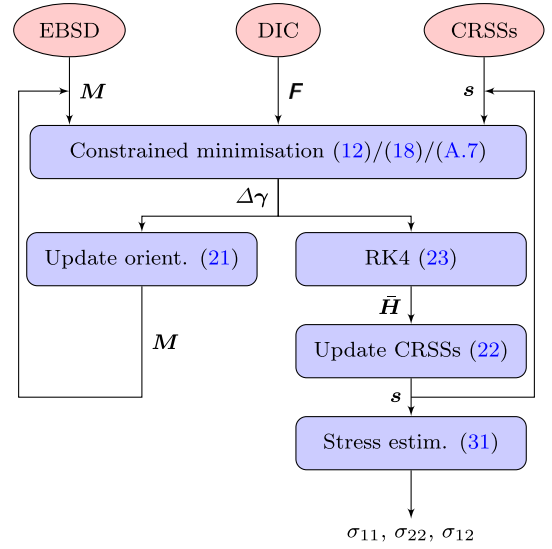 EBSD DIC CRSSs
M F s
Constrained minimisation (12)/(18)/(A.7)
Δγ
Update orient. (21) RK4 (23)
H̄
M Update CRSSs (22)
s
Stress estim. (31)
σ₁₁, σ₂₂, σ₁₂